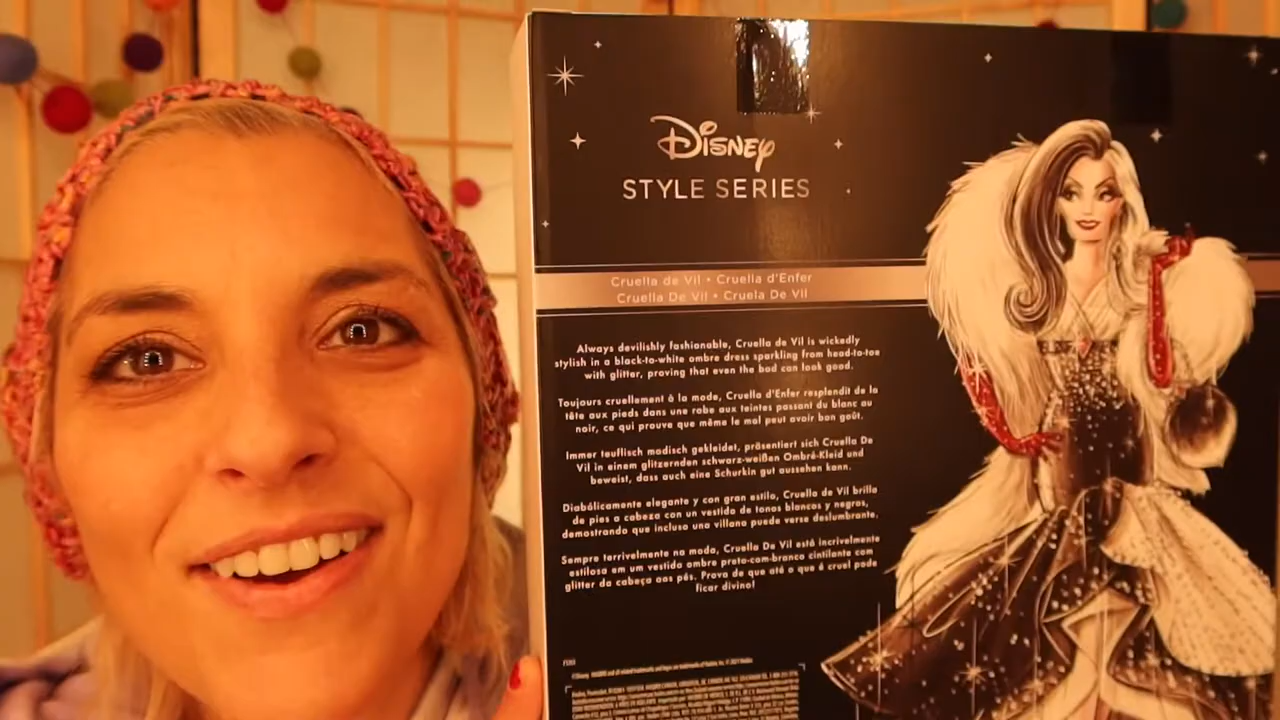 Disney
STYLE SERIES
Cruella de Vil • Cruella d'Enfer
Cruella De Vil • Cruela De Vil
Always devilishly fashionable, Cruella de Vil is wickedly
stylish in a black-to-white ombre dress sparkling from head-to-toe
with glitter, proving that even the bad can look good.
Toujours cruellement à la mode, Cruella d'Enfer resplendit de la
tête aux pieds dans une robe aux teintes passant du blanc au
noir, ce qui prouve que même le mal peut avoir bon goût.
Immer teuflisch modisch gekleidet, präsentiert sich Cruella De
Vil in einem glitzernden schwarz-weißen Ombré-Kleid und
beweist, dass auch eine Schurkin gut aussehen kann.
Diabólicamente elegante y con gran estilo, Cruella de Vil brilla
de pies a cabeza con un vestido de tonos blancos y negros,
demostrando que incluso una villana puede verse deslumbrante.
Sempre terrivelmente na moda, Cruella De Vil está incrivelmente
estilosa em um vestido ombre preto-com-branco cintilante com
glitter da cabeça aos pés. Prova de que até o que é cruel pode
ficar divino!